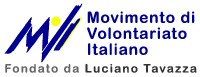 Movimento di
Volontariato
Italiano
Fondato da Luciano Tavazza